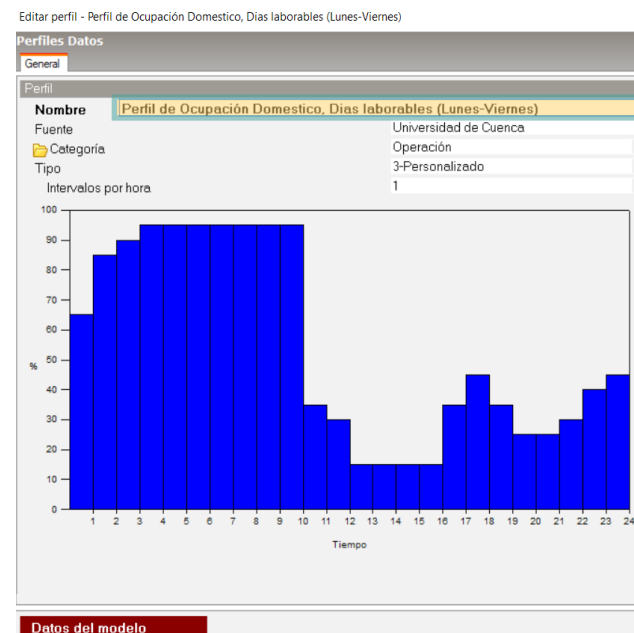 Editar perfil - Perfil de Ocupación Domestico, Dias laborables (Lunes-Viernes)
Perfiles Datos
General
Perfil
Nombre Perfil de Ocupación Domestico, Dias laborables (Lunes-Viernes)
Fuente Universidad de Cuenca
Categoría Operación
Tipo 3-Personalizado
Intervalos por hora 1
100
90
80
70
60
50
%
40
30
20
10
0
1 2 3 4 5 6 7 8 9 10 11 12 13 14 15 16 17 18 19 20 21 22 23 24
Tiempo
Datos del modelo